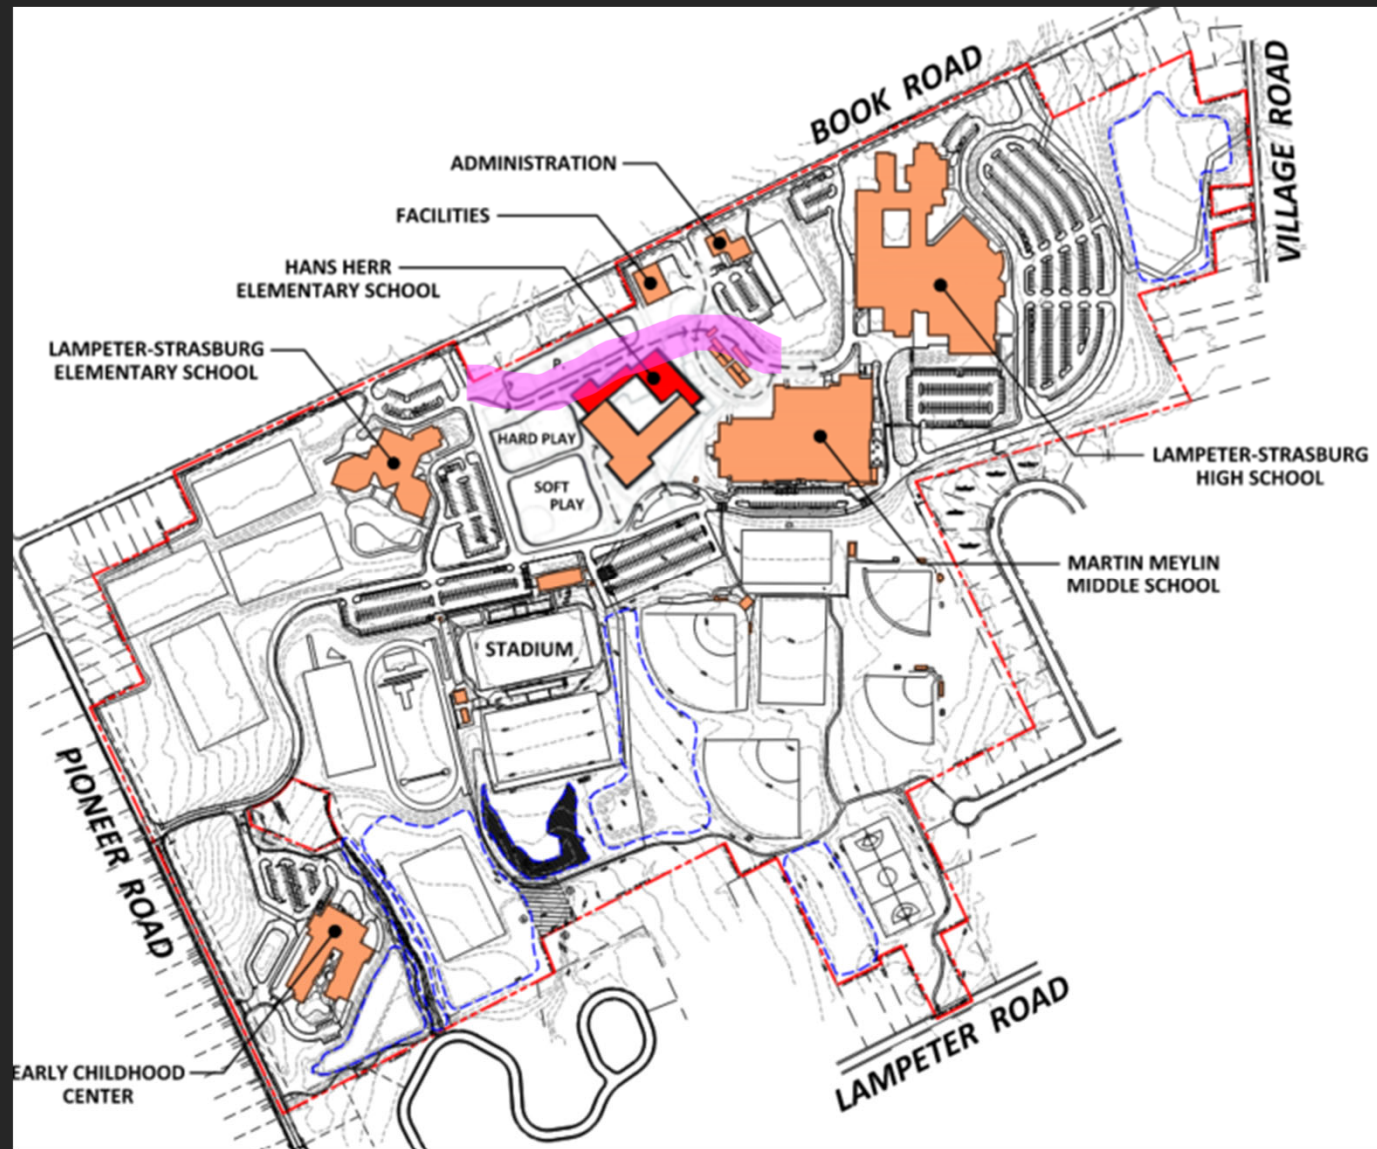 BOOK ROAD
VILLAGE ROAD
ADMINISTRATION
FACILITIES
HANS HERR
ELEMENTARY SCHOOL
LAMPETER-STRASBURG
ELEMENTARY SCHOOL
P
HARD PLAY
SOFT
PLAY
LAMPETER-STRASBURG
HIGH SCHOOL
MARTIN MEYLIN
MIDDLE SCHOOL
STADIUM
PIONEER ROAD
LAMPETER ROAD
EARLY CHILDHOOD
CENTER